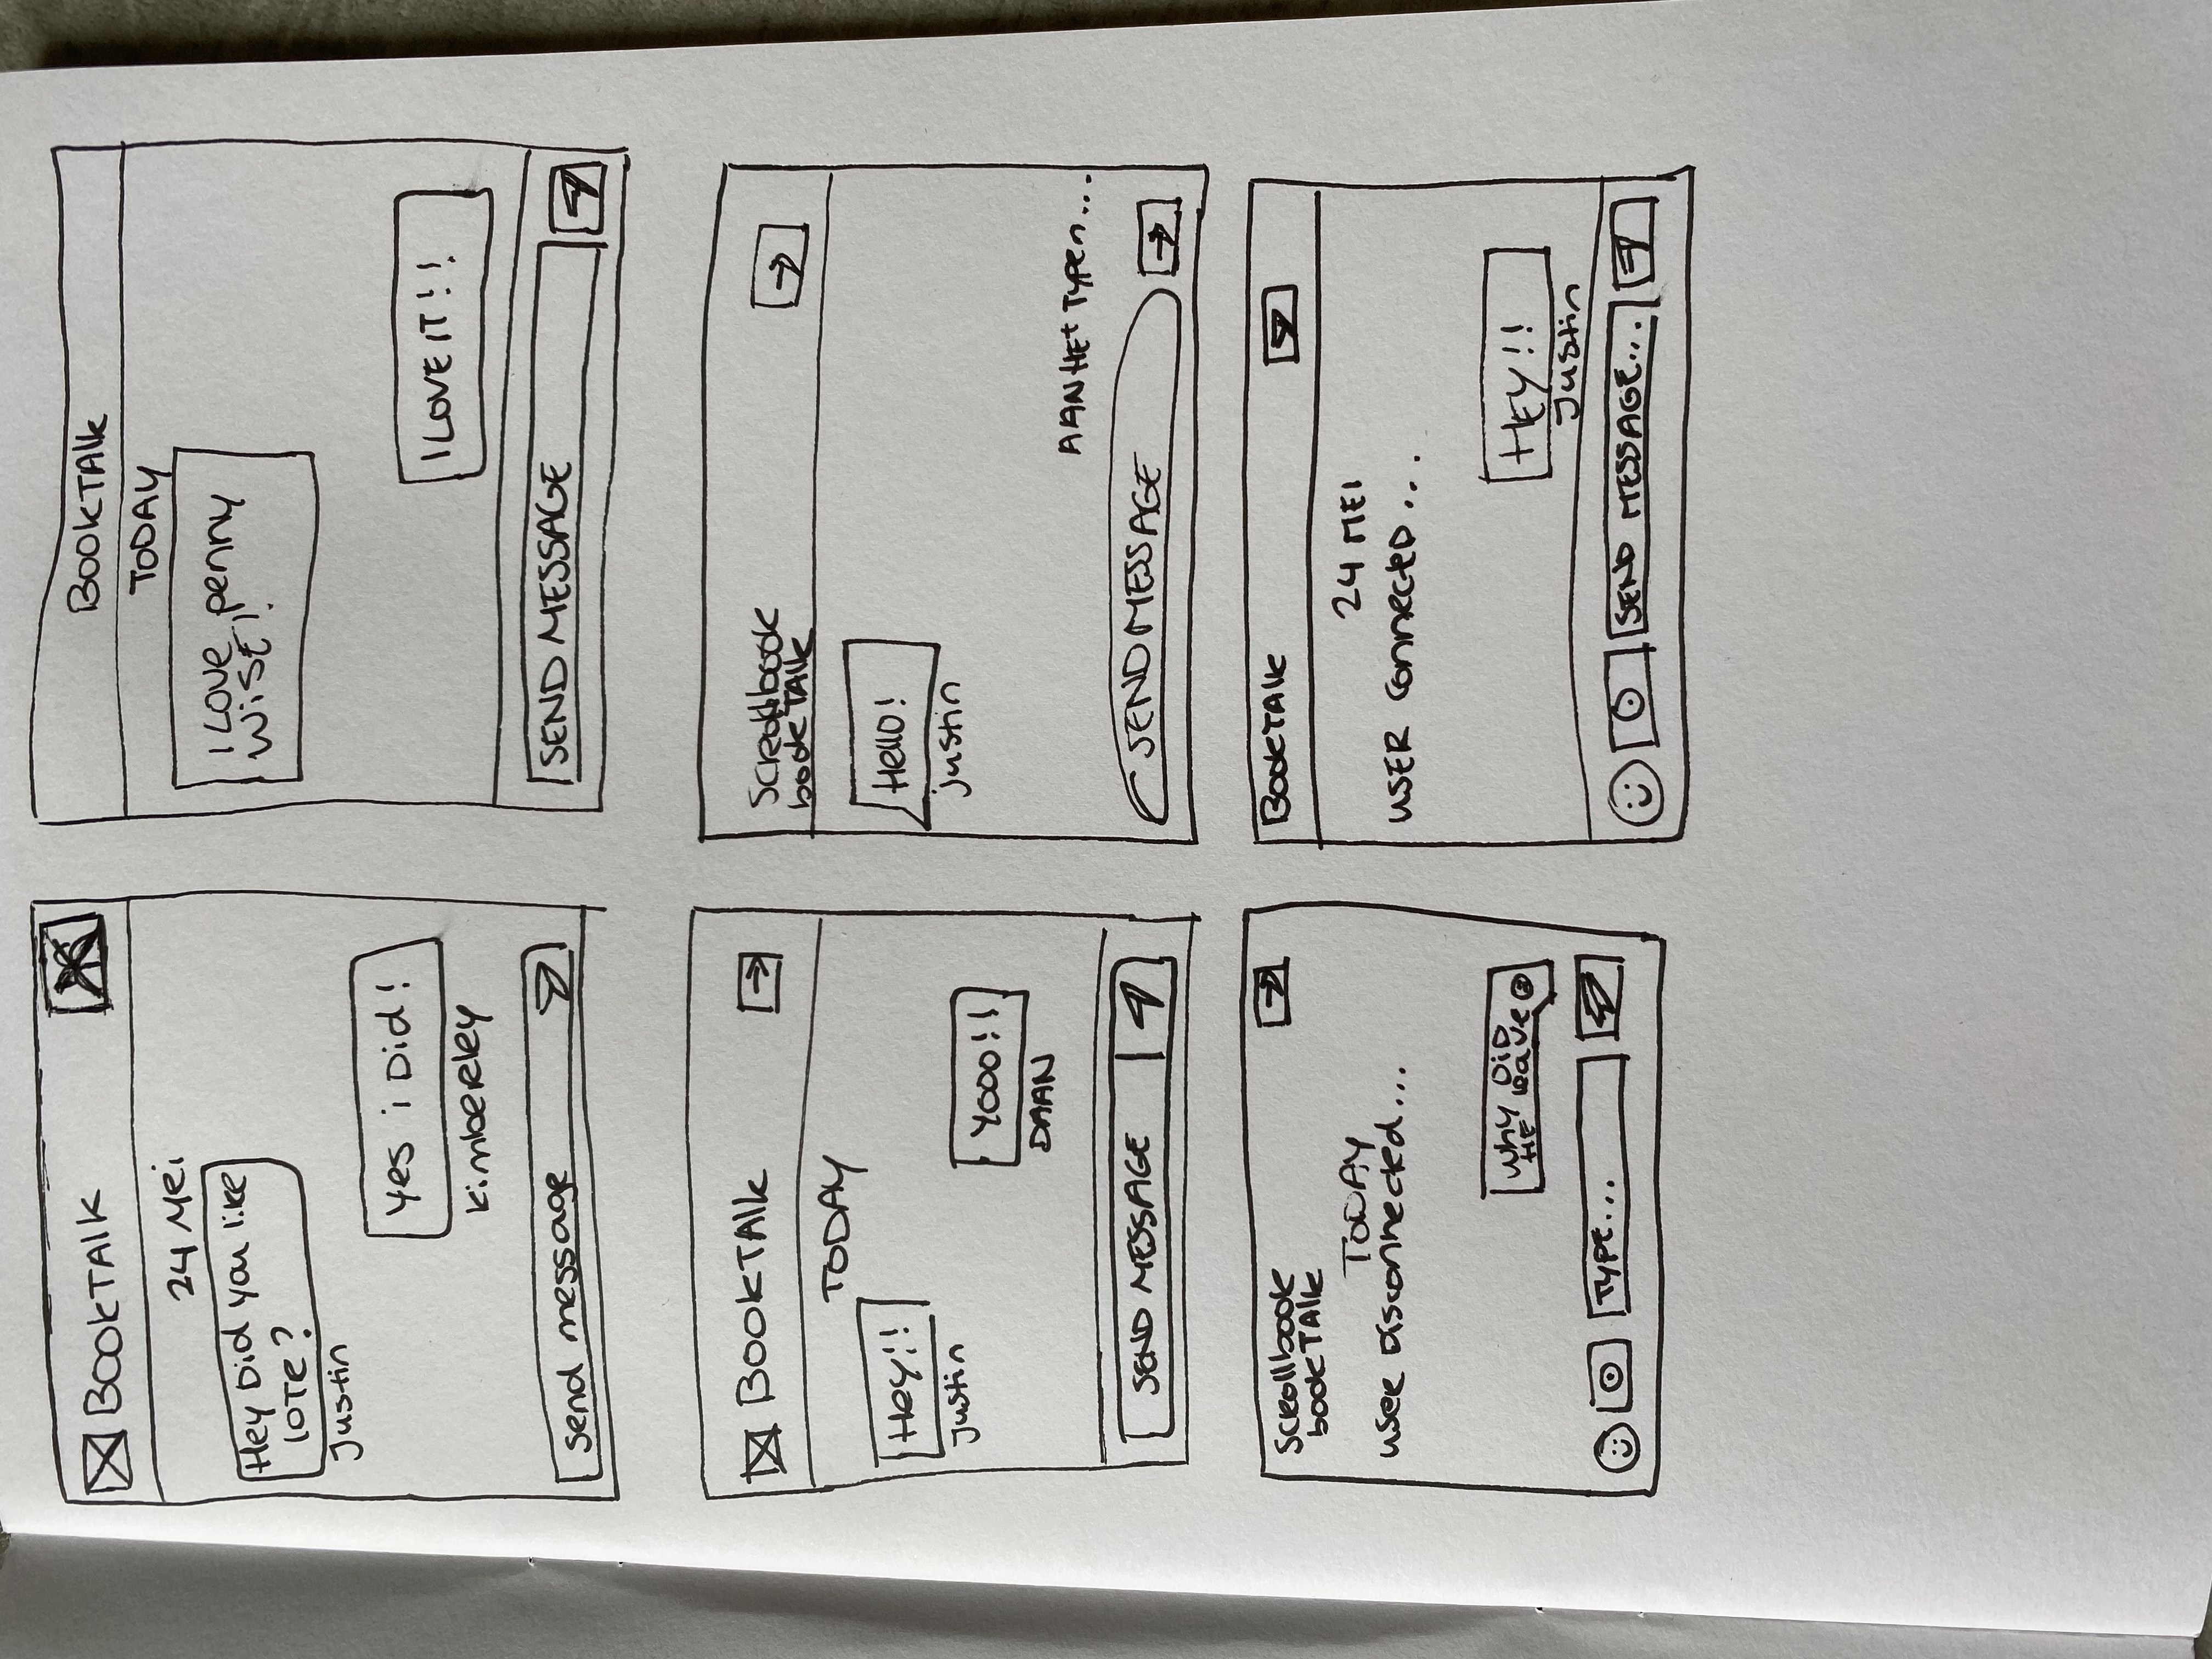 BookTalk
24 Mei
Hey Did you like
lote?
Justin
Yes i Did!
kimberley
send message
BookTalk
TODAY
I Love penny
WiSE!
I LOVE IT!!
SEND MESSAGE
BookTalk
TODAY
Hey!!
Justin
YOOO!!
DAAN
SEND MESSAGE
Scrollbook
bookTalk
Hello!
justin
AAN HEt Typen...
SEND MESSAGE
Scrollbook
bookTalk
TODAY
user Disconnected...
why DiD
HE leave
TYPE...
BookTalk
24 MEI
USER CONNECTED...
HEY!!
Justin
SEND MESSAGE...